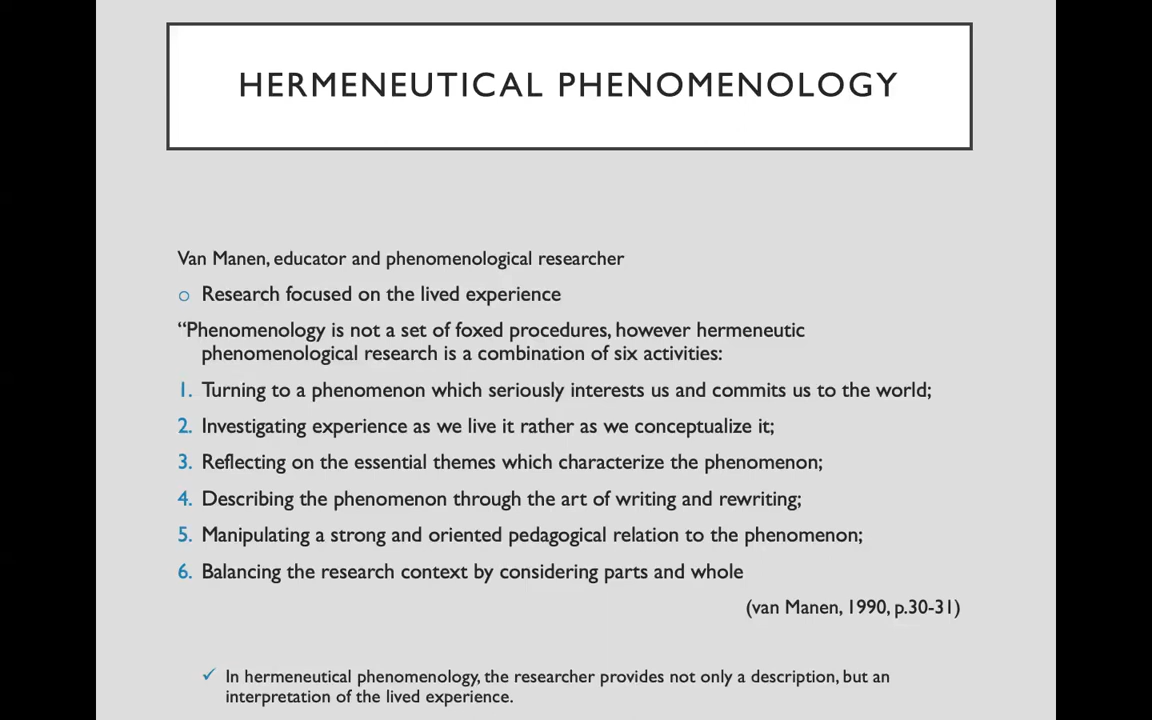 HERMENEUTICAL PHENOMENOLOGY
Van Manen, educator and phenomenological researcher
o Research focused on the lived experience
“Phenomenology is not a set of foxed procedures, however hermeneutic
phenomenological research is a combination of six activities:
1. Turning to a phenomenon which seriously interests us and commits us to the world;
2. Investigating experience as we live it rather as we conceptualize it;
3. Reflecting on the essential themes which characterize the phenomenon;
4. Describing the phenomenon through the art of writing and rewriting;
5. Manipulating a strong and oriented pedagogical relation to the phenomenon;
6. Balancing the research context by considering parts and whole
(van Manen, 1990, p.30-31)
✓ In hermeneutical phenomenology, the researcher provides not only a description, but an
interpretation of the lived experience.